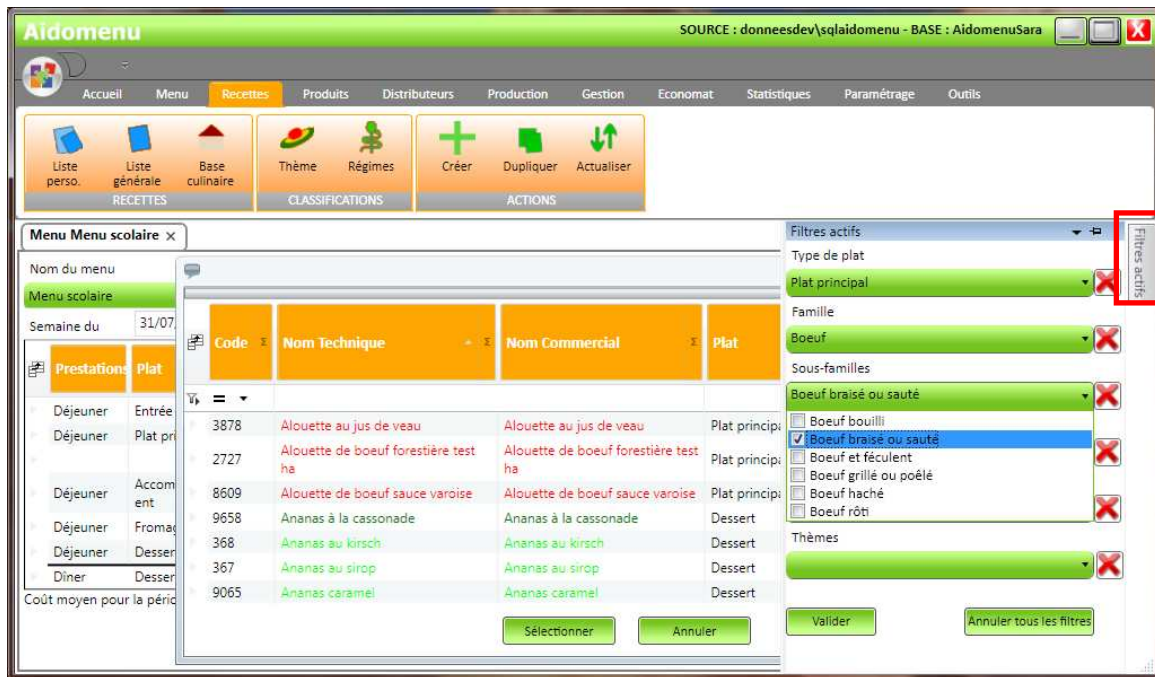 Aidomenu
SOURCE : donneesdev\sqlaidomenu - BASE : AidomenuSara
X
Accueil Menu Recettes Produits Distributeurs Production Gestion Economat Statistiques Paramétrage Outils
Liste perso.
Liste générale
Base culinaire
RECETTES
Thème Régimes
CLASSIFICATIONS
Créer Dupliquer Actualiser
ACTIONS
Menu Menu scolaire x
Nom du menu
Menu scolaire
Semaine du 31/07
Prestations Plat
Déjeuner Entrée
Déjeuner Plat pri
Déjeuner Accom
ent
Déjeuner Fromag
Déjeuner Desser
Dîner Desser
Coût moyen pour la péric
Code Σ Nom Technique Σ Nom Commercial Σ Plat
=
3878 Alouette au jus de veau Alouette au jus de veau Plat principa
2727 Alouette de boeuf forestière test ha Alouette de boeuf forestière test ha Plat principa
8609 Alouette de boeuf sauce varoise Alouette de boeuf sauce varoise Plat principa
9658 Ananas à la cassonade Ananas à la cassonade Dessert
368 Ananas au kirsch Ananas au kirsch Dessert
367 Ananas au sirop Ananas au sirop Dessert
9065 Ananas caramel Ananas caramel Dessert
Sélectionner Annuler
Filtres actifs
Type de plat
Plat principal
Famille
Boeuf
Sous-familles
Boeuf braisé ou sauté
Boeuf bouilli
Boeuf braisé ou sauté
Boeuf et féculent
Boeuf grillé ou poêlé
Boeuf haché
Boeuf rôti
Thèmes
Valider Annuler tous les filtres
Filtres actifs